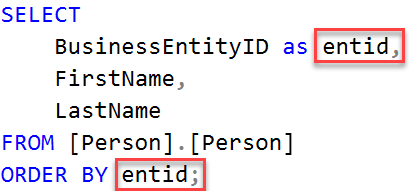 SELECT
BusinessEntityID as entid,
FirstName,
LastName
FROM [Person].[Person]
ORDER BY entid;